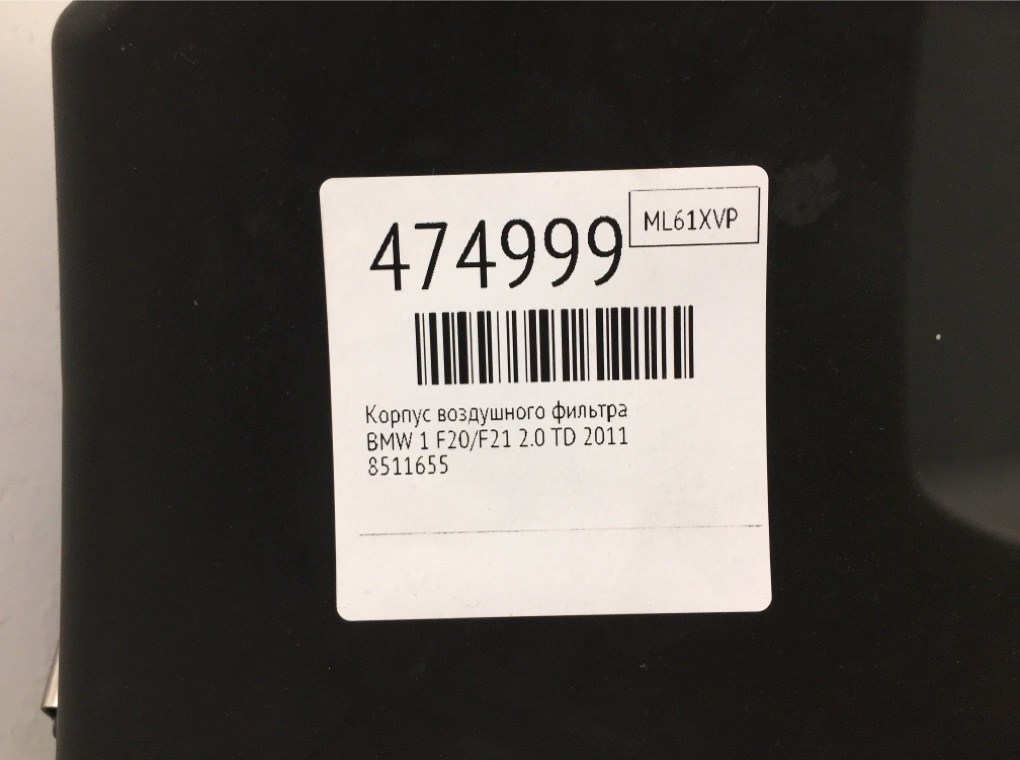 474999
ML61XVP
Корпус воздушного фильтра
BMW 1 F20/F21 2.0 TD 2011
8511655